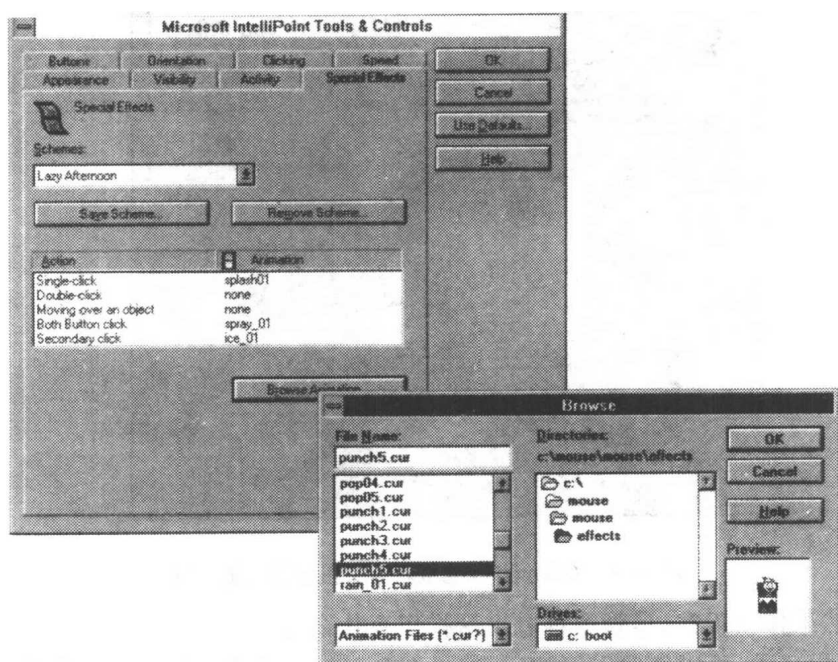 Microsoft IntelliPoint Tools & Controls
Buttons Orientation Clicking Speed
Appearance Visibility Activity Special Effects
Special Effects
Schemes:
Lazy Afternoon
Save Scheme... Remove Scheme...
Action Animation
Single-click splash01
Double-click none
Moving over an object none
Both Button click spray_01
Secondary click ice_01
Browse Animation...
OK
Cancel
Use Defaults...
Help
Browse
File Name:
punch5.cur
pop04.cur
pop05.cur
punch1.cur
punch2.cur
punch3.cur
punch4.cur
punch5.cur
rain_01.cur
Animation Files (*.cur?)
Directories:
c:\mouse\mouse\effects
c:\
mouse
mouse
effects
Drives:
c: boot
OK
Cancel
Help
Preview: